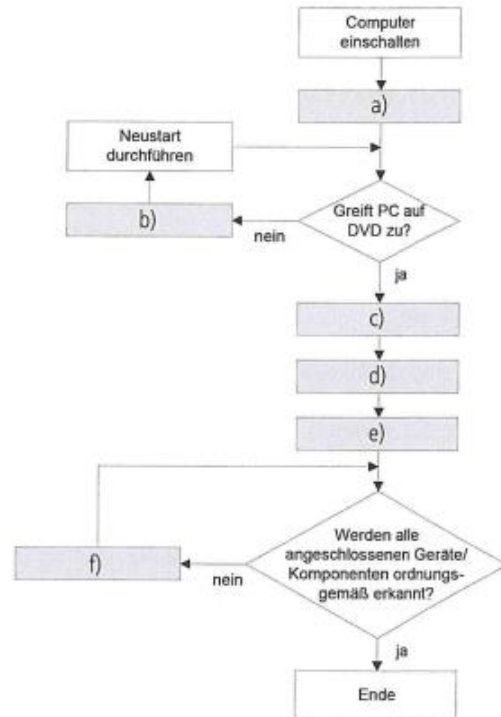 Computer
einschalten
a)
Neustart
durchführen
b)
nein
Greift PC auf
DVD zu?
ja
c)
d)
e)
f)
nein
Werden alle
angeschlossenen Geräte/
Komponenten ordnungs-
gemäß erkannt?
ja
Ende